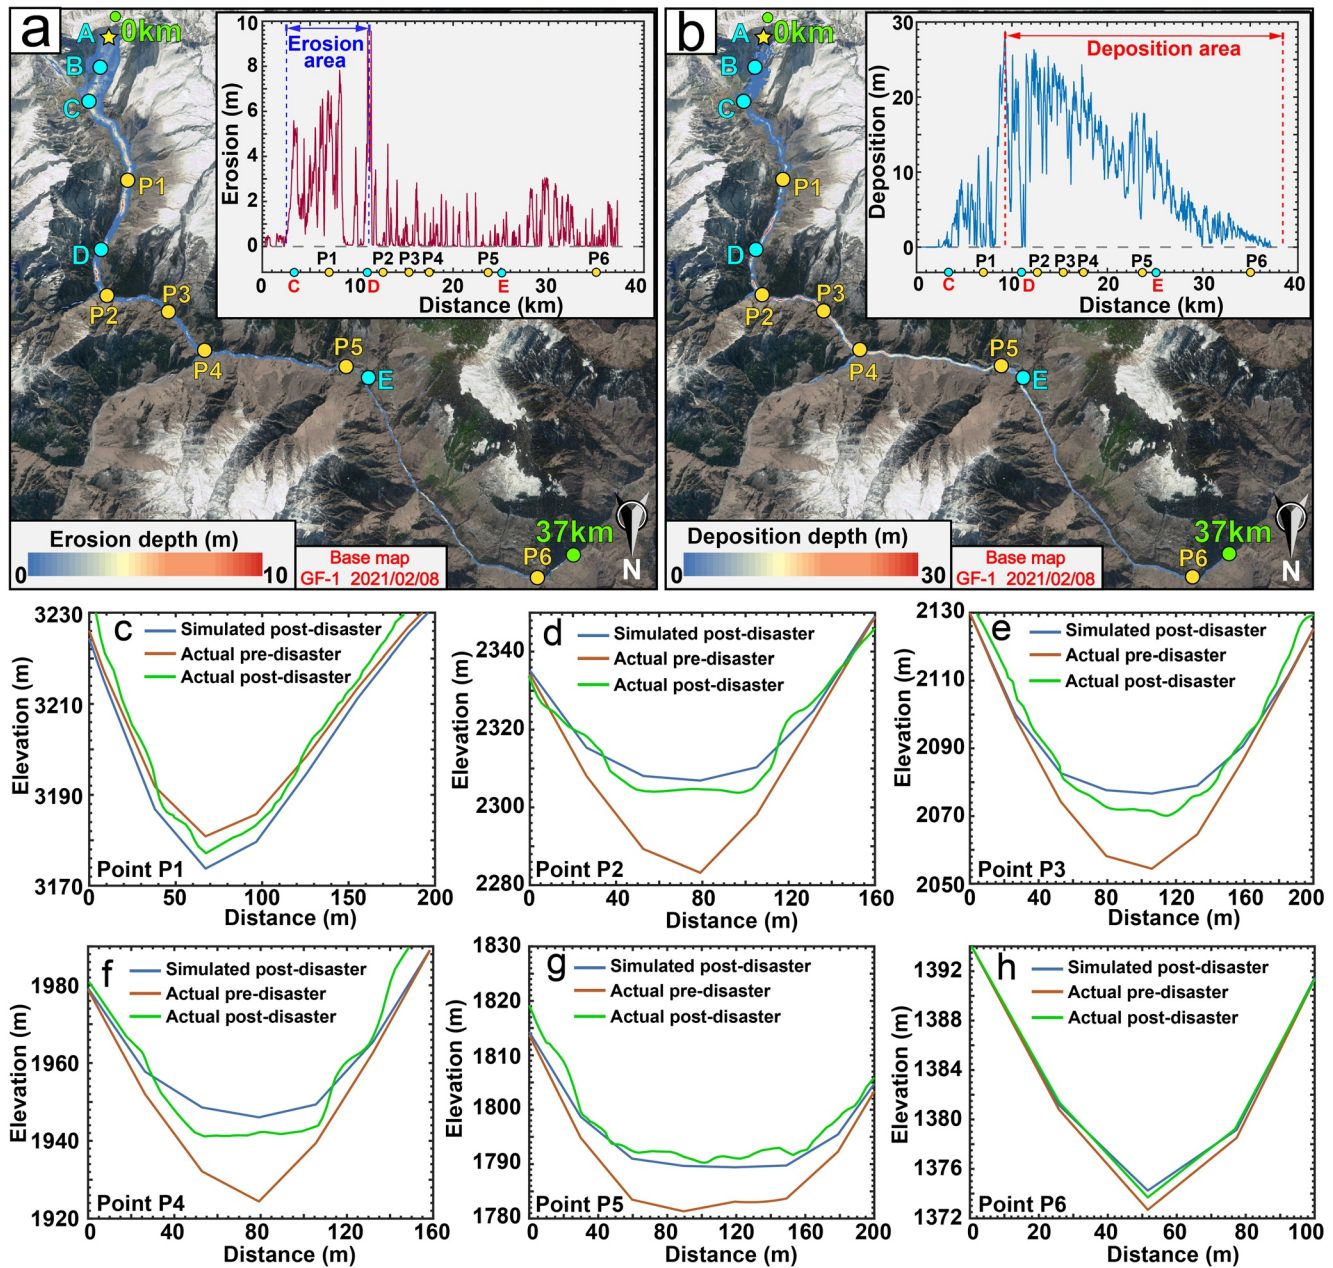 a
A
0km
B
C
P1
D
P2
P3
P4
P5
E
P6
37km
N
10
8
6
4
2
0
Erosion (m)
Erosion
area
P1 P2 P3 P4 P5 P6
0 C 10 D 20 E 30 40
Distance (km)
Erosion depth (m)
0 10
Base map
GF-1 2021/02/08
b
A
0km
B
C
P1
D
P2
P3
P4
P5
E
P6
37km
N
30
20
10
0
Deposition (m)
Deposition area
P1 P2 P3 P4 P5 P6
0 C 10 D 20 E 30 40
Distance (km)
Deposition depth (m)
0 30
Base map
GF-1 2021/02/08
c
Simulated post-disaster
Actual pre-disaster
Actual post-disaster
3230
3210
3190
3170
Elevation (m)
Point P1
0 50 100 150 200
Distance (m)
d
Simulated post-disaster
Actual pre-disaster
Actual post-disaster
2340
2320
2300
2280
Elevation (m)
Point P2
0 40 80 120 160
Distance (m)
e
Simulated post-disaster
Actual pre-disaster
Actual post-disaster
2130
2110
2090
2070
2050
Elevation (m)
Point P3
0 40 80 120 160 200
Distance (m)
f
Simulated post-disaster
Actual pre-disaster
Actual post-disaster
1980
1960
1940
1920
Elevation (m)
Point P4
0 40 80 120 160
Distance (m)
g
Simulated post-disaster
Actual pre-disaster
Actual post-disaster
1830
1820
1810
1800
1790
1780
Elevation (m)
Point P5
0 40 80 120 160 200
Distance (m)
h
Simulated post-disaster
Actual pre-disaster
Actual post-disaster
1392
1388
1384
1380
1376
1372
Elevation (m)
Point P6
0 20 40 60 80 100
Distance (m)